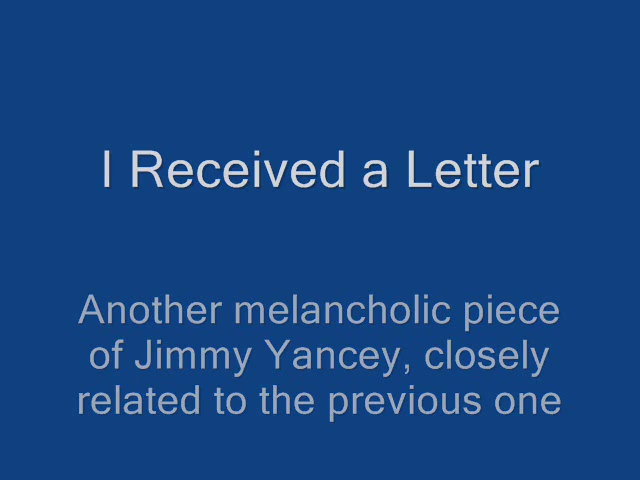 I Received a Letter
Another melancholic piece
of Jimmy Yancey, closely
related to the previous one